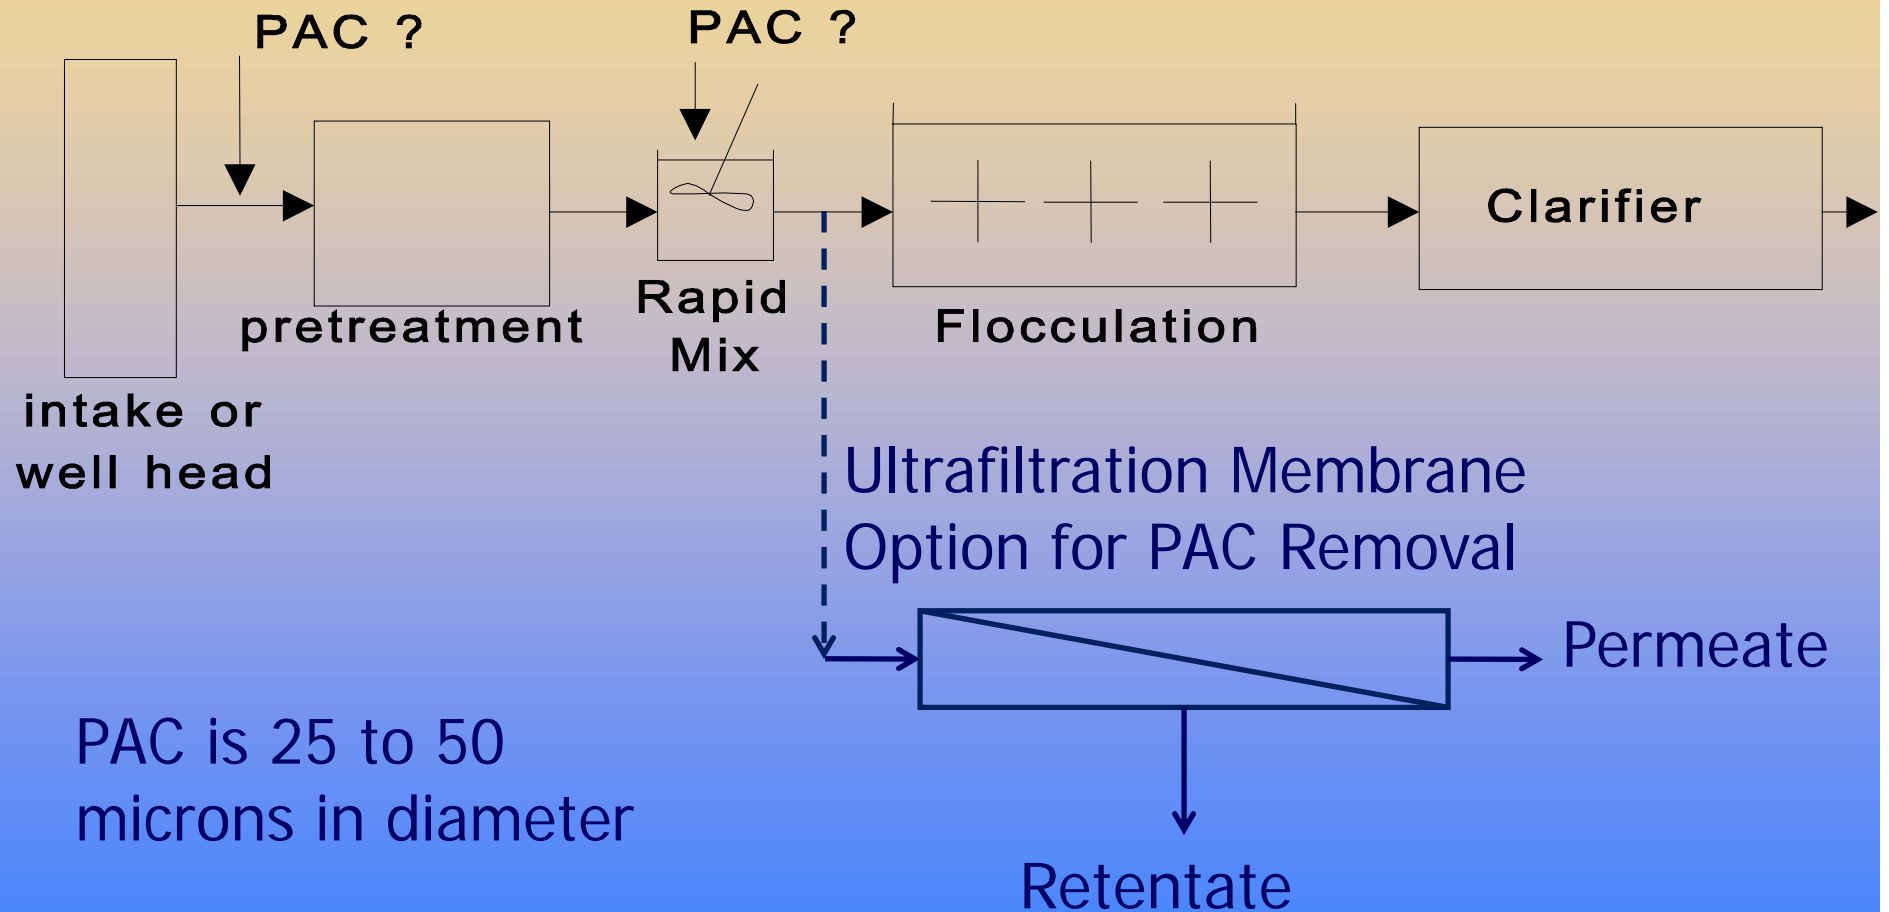 PAC ?
PAC ?
Clarifier
Rapid
Mix
pretreatment
Flocculation
intake or
well head
Ultrafiltration Membrane
Option for PAC Removal
Permeate
PAC is 25 to 50
microns in diameter
Retentate